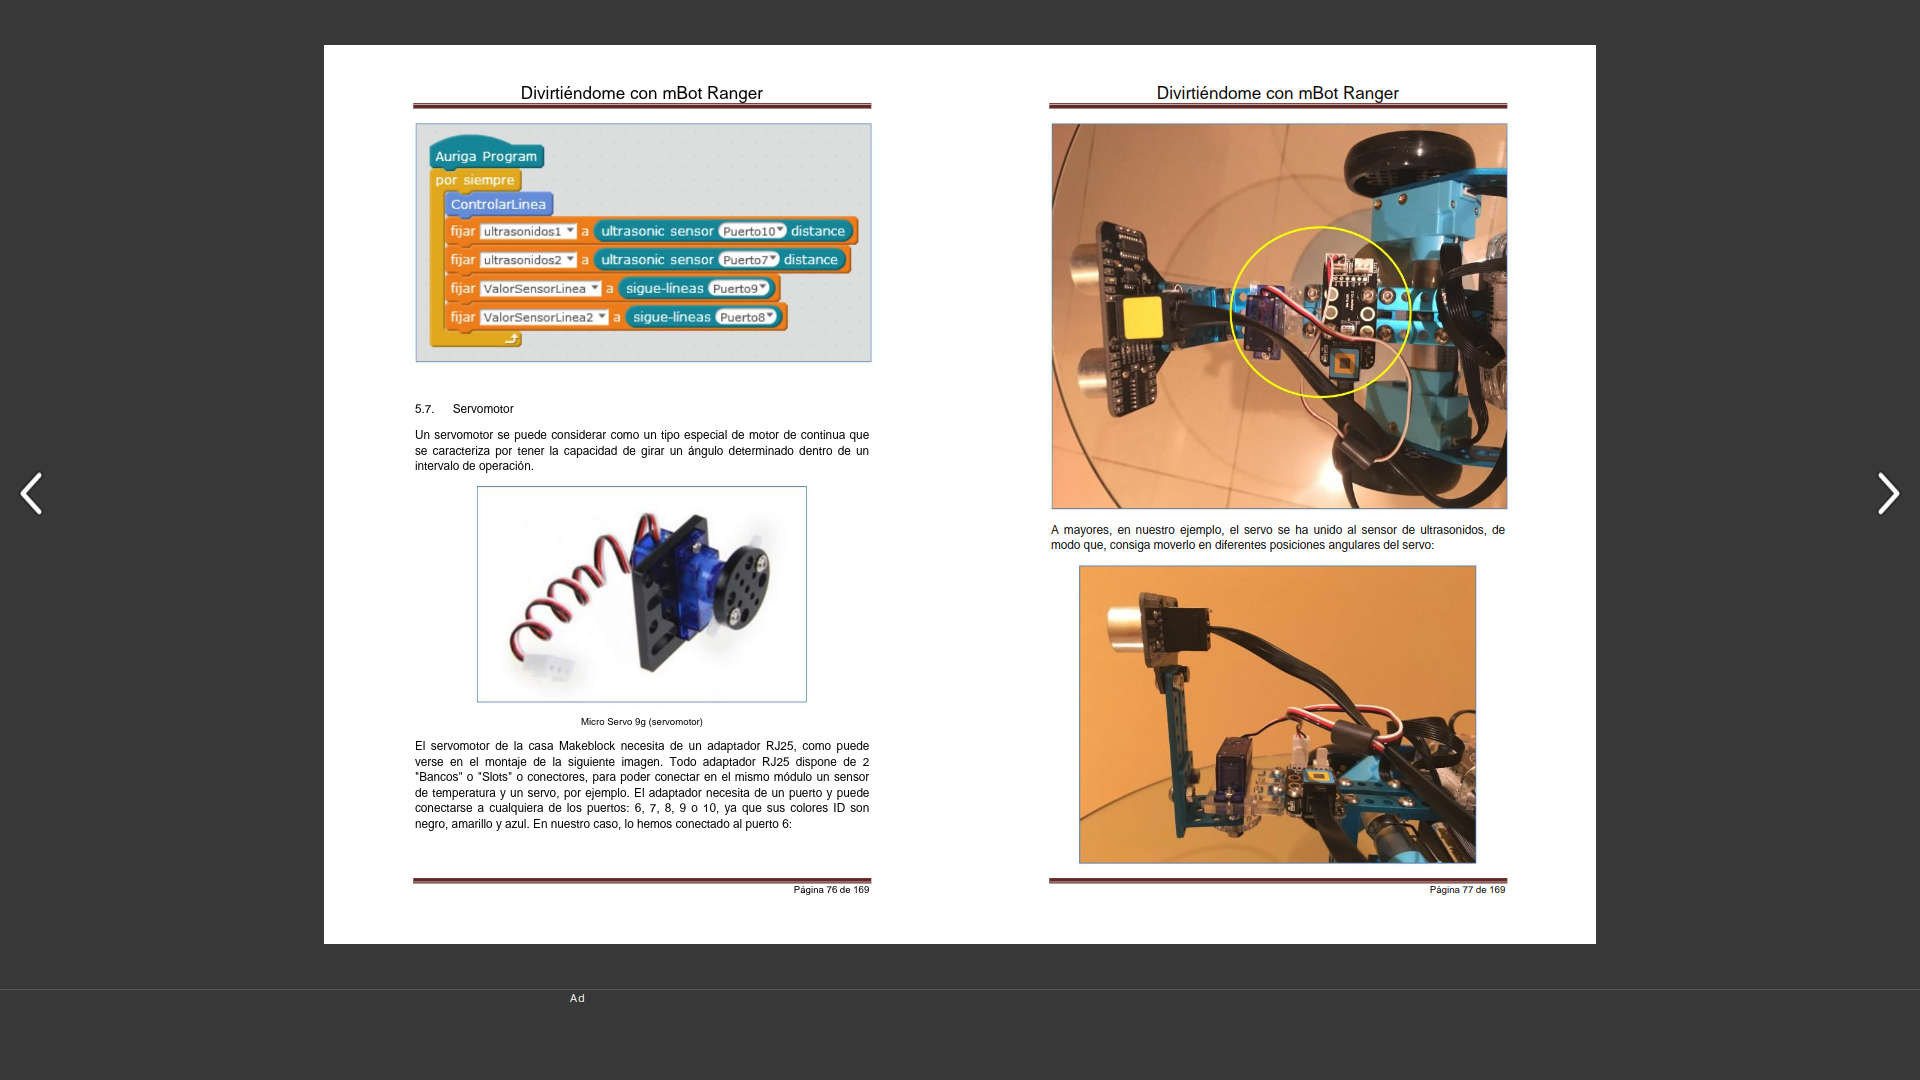 Divirtiéndome con mBot Ranger
Auriga Program
por siempre
ControlarLinea
fijar ultrasonidos1 a ultrasonic sensor Puerto10 distance
fijar ultrasonidos2 a ultrasonic sensor Puerto7 distance
fijar ValorSensorLinea a sigue-líneas Puerto9
fijar ValorSensorLinea2 a sigue-líneas Puerto8
5.7. Servomotor
Un servomotor se puede considerar como un tipo especial de motor de continua que
se caracteriza por tener la capacidad de girar un ángulo determinado dentro de un
intervalo de operación.
Micro Servo 9g (servomotor)
El servomotor de la casa Makeblock necesita de un adaptador RJ25, como puede
verse en el montaje de la siguiente imagen. Todo adaptador RJ25 dispone de 2
"Bancos" o "Slots" o conectores, para poder conectar en el mismo módulo un sensor
de temperatura y un servo, por ejemplo. El adaptador necesita de un puerto y puede
conectarse a cualquiera de los puertos: 6, 7, 8, 9 o 10, ya que sus colores ID son
negro, amarillo y azul. En nuestro caso, lo hemos conectado al puerto 6:
Página 76 de 169
Divirtiéndome con mBot Ranger
A mayores, en nuestro ejemplo, el servo se ha unido al sensor de ultrasonidos, de
modo que, consiga moverlo en diferentes posiciones angulares del servo:
Página 77 de 169
Ad